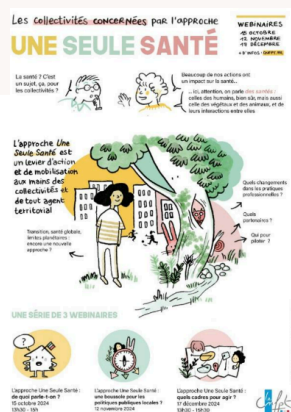 Les collectivités concernées par l'approche
UNE SEULE SANTÉ
WEBINAIRES
15 OCTOBRE
12 NOVEMBRE
17 DÉCEMBRE
La santé ? C'est
un sujet, ça, pour
les collectivités ?
Beaucoup de nos actions ont
un impact sur la santé...
... ici, attention, on parle des santés :
celles des humains, bien sûr, mais aussi
celle des végétaux et des animaux, et de
leurs interactions entre elles
L'approche Une
Seule Santé est
un levier d'action
et de mobilisation
aux mains des
collectivités et
de tout agent
territorial
Quels changements
dans les pratiques
professionnelles ?
Quels
partenaires ?
Qui pour
piloter ?
Transition, santé globale,
limites planétaires :
encore une nouvelle
approche ?
UNE SÉRIE DE 3 WEBINAIRES
L'approche Une Seule Santé :
de quoi parle-t-on ?
15 octobre 2024
13h30 - 15h
L'approche Une Seule Santé :
une boussole pour les
politiques publiques locales ?
12 novembre 2024
L'approche Une Seule Santé :
quels cadres pour agir ?
17 décembre 2024
13h30 - 15h30